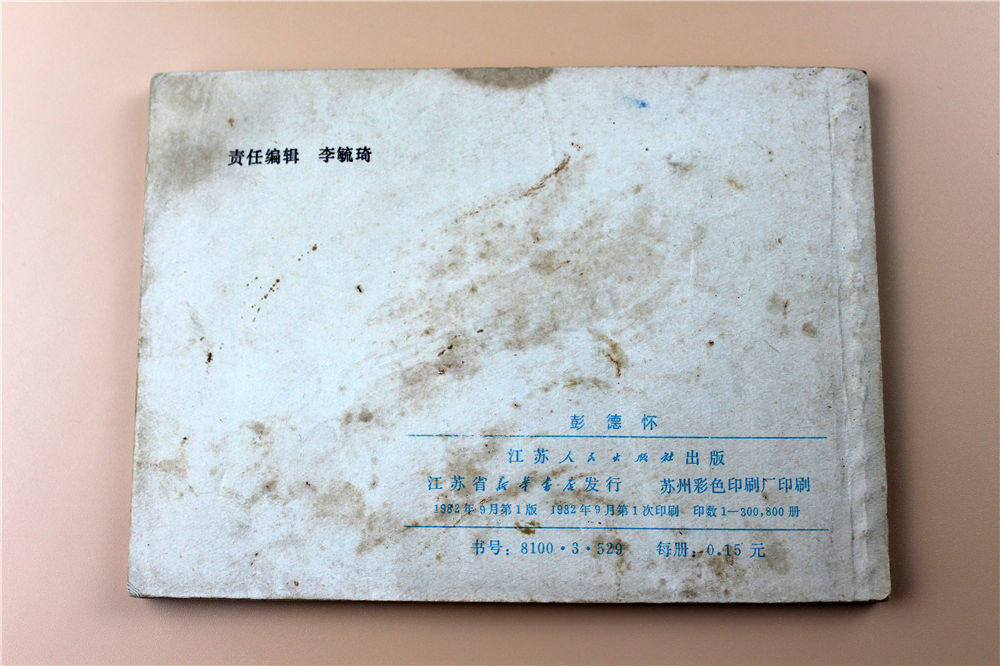 责任编辑 李毓琦
彭德怀
江苏人民出版社出版
江苏省新华书店发行 苏州彩色印刷厂印刷
1982年9月第1版 1982年9月第1次印刷 印数1—300,800册
书号：8100·3·529 每册：0.15元